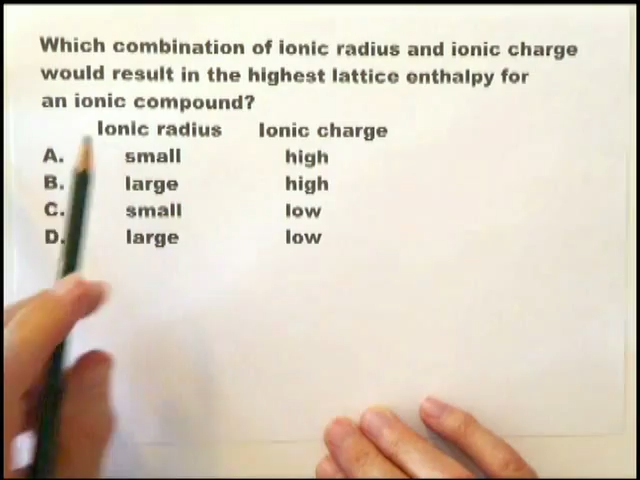 Which combination of ionic radius and ionic charge
would result in the highest lattice enthalpy for
an ionic compound?
Ionic radius Ionic charge
A. small high
B. large high
C. small low
D. large low